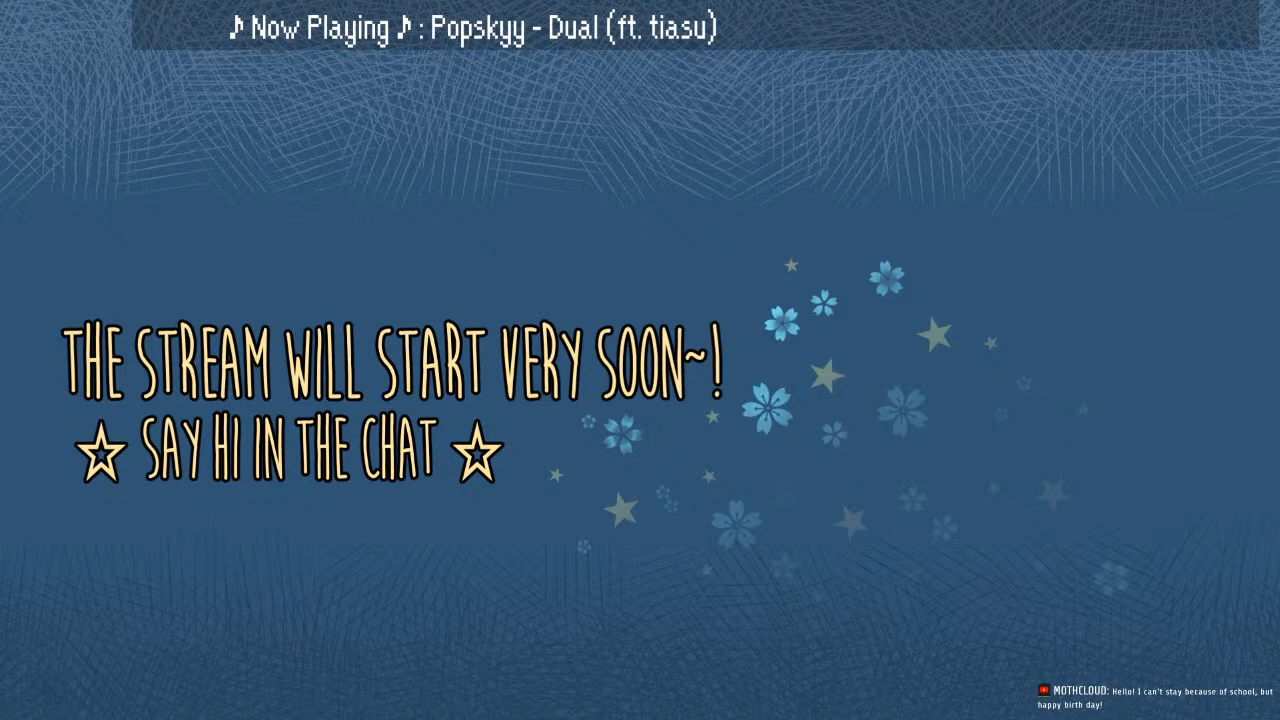 ♪ Now Playing ♪ : Popskyy - Dual (ft. tiasu)
THE STREAM WILL START VERY SOON~!
☆ SAY HI IN THE CHAT ☆
MOTHCLOUD: Hello! I can't stay because of school, but
happy birth day!